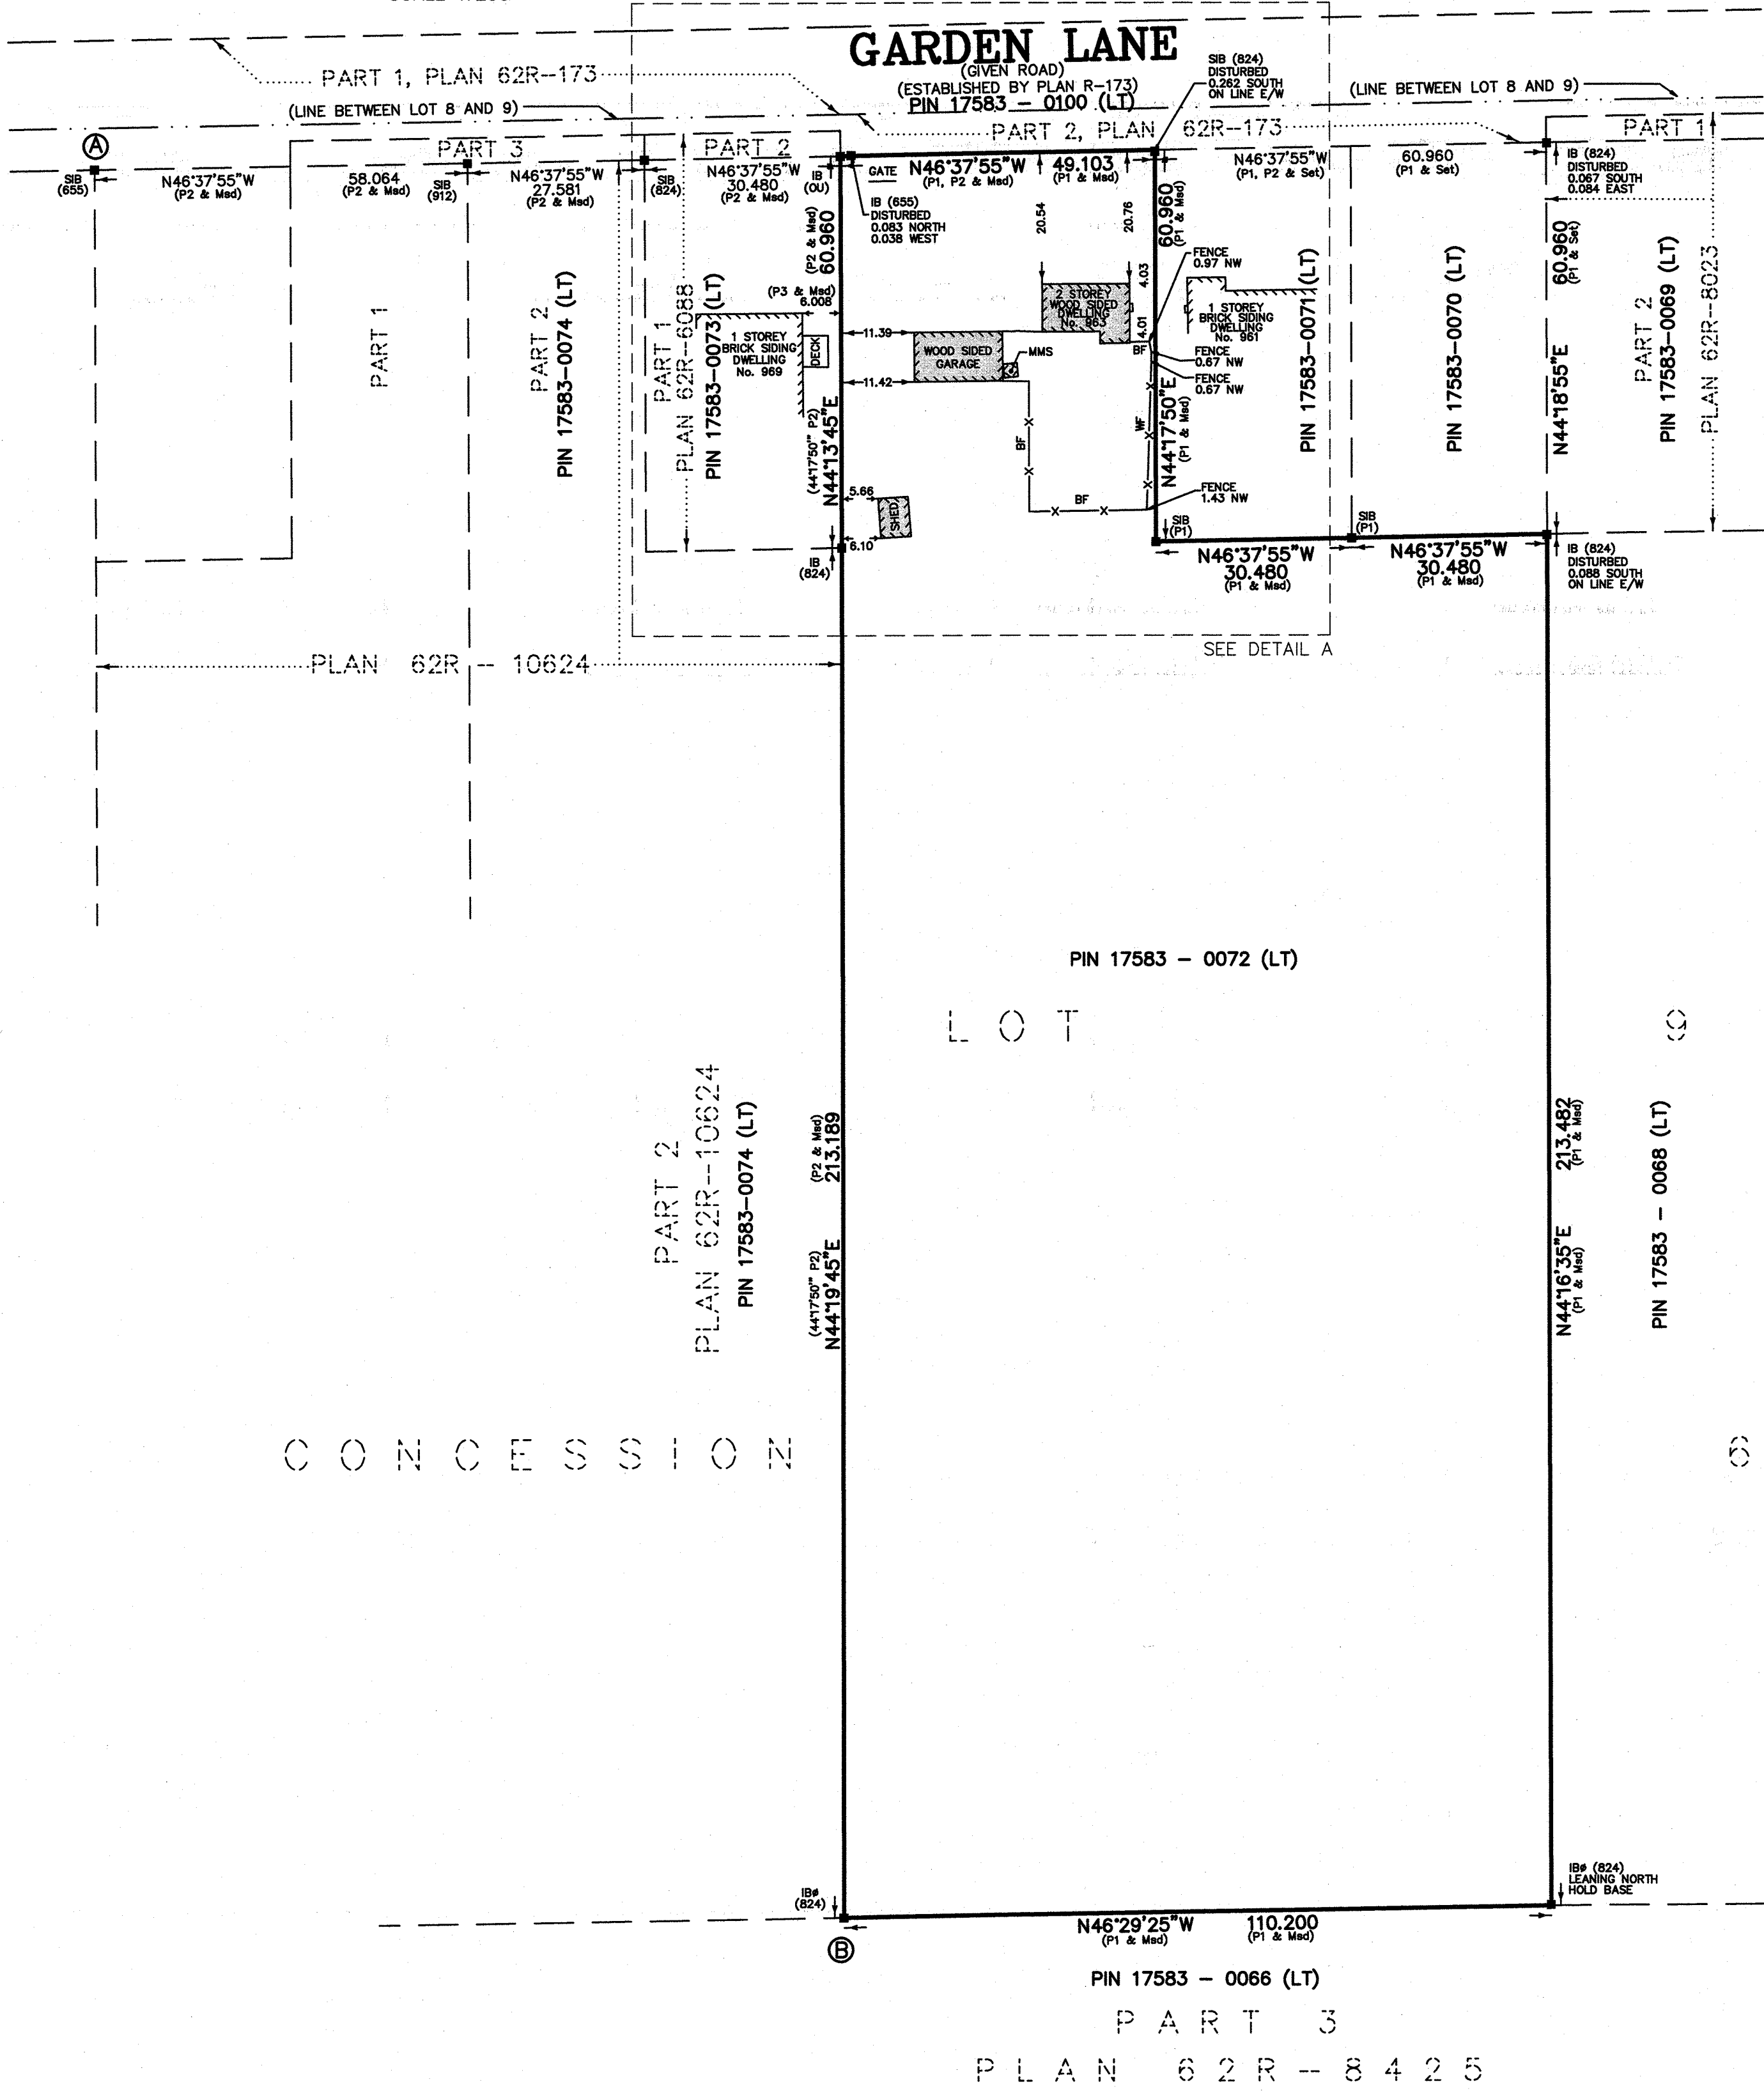 GARDEN LANE
(GIVEN ROAD)
(ESTABLISHED BY PLAN R-173)
PIN 17583 - 0100 (LT)
PART 1, PLAN 62R-173
(LINE BETWEEN LOT 8 AND 9)
SIB (824)
DISTURBED
0.262 SOUTH
ON LINE E/W
(LINE BETWEEN LOT 8 AND 9)
PART 2, PLAN 62R-173
PART 1
A
PART 3
PART 2
SIB
(655)
N46°37'55"W
(P2 & Msd)
58.064
(P2 & Msd)
SIB
(912)
N46°37'55"W
27.581
(P2 & Msd)
SIB
(824)
N46°37'55"W
30.480
(P2 & Msd)
IB
(OU)
GATE
N46°37'55"W
(P1, P2 & Msd)
49.103
(P1 & Msd)
N46°37'55"W
(P1, P2 & Set)
60.960
(P1 & Set)
IB (824)
DISTURBED
0.067 SOUTH
0.084 EAST
IB (655)
DISTURBED
0.083 NORTH
0.038 WEST
20.54
20.76
60.960
(P1 & Msd)
(P2 & Msd)
60.960
60.960
(P1 & Set)
PART 1
PART 2
PIN 17583-0074 (LT)
PART 1
PLAN 62R-6088
PIN 17583-0073 (LT)
(P3 & Msd)
6.008
1 STOREY
BRICK SIDING
DWELLING
No. 969
DECK
11.39
11.42
WOOD SIDED
GARAGE
MMS
2 STOREY
WOOD SIDED
DWELLING
No. 963
4.03
4.01
BF
FENCE
0.97 NW
FENCE
0.67 NW
FENCE
0.67 NW
1 STOREY
BRICK SIDING
DWELLING
No. 961
PIN 17583-0071 (LT)
PIN 17583-0070 (LT)
N44°18'55"E
PART 2
PIN 17583-0069 (LT)
PLAN 62R-8023
(44°17'50" P2)
N44°13'45"E
BF
WF
N44°17'50"E
(P1 & Msd)
BF
FENCE
1.43 NW
5.66
SHED
6.10
IB
(824)
SIB
(P1)
SIB
(P1)
N46°37'55"W
30.480
(P1 & Msd)
N46°37'55"W
30.480
(P1 & Msd)
IB (824)
DISTURBED
0.088 SOUTH
ON LINE E/W
SEE DETAIL A
PLAN 62R - 10624
PIN 17583 - 0072 (LT)
LOT 9
PART 2
PLAN 62R-10624
PIN 17583-0074 (LT)
(P2 & Msd)
213.189
(44°17'50" P2)
N44°19'45"E
213.482
(P1 & Msd)
N44°16'35"E
(P1 & Msd)
PIN 17583 - 0068 (LT)
CONCESSION 6
IBø
(824)
IBø (824)
LEANING NORTH
HOLD BASE
B
N46°29'25"W
(P1 & Msd)
110.200
(P1 & Msd)
PIN 17583 - 0066 (LT)
PART 3
PLAN 62R-8425